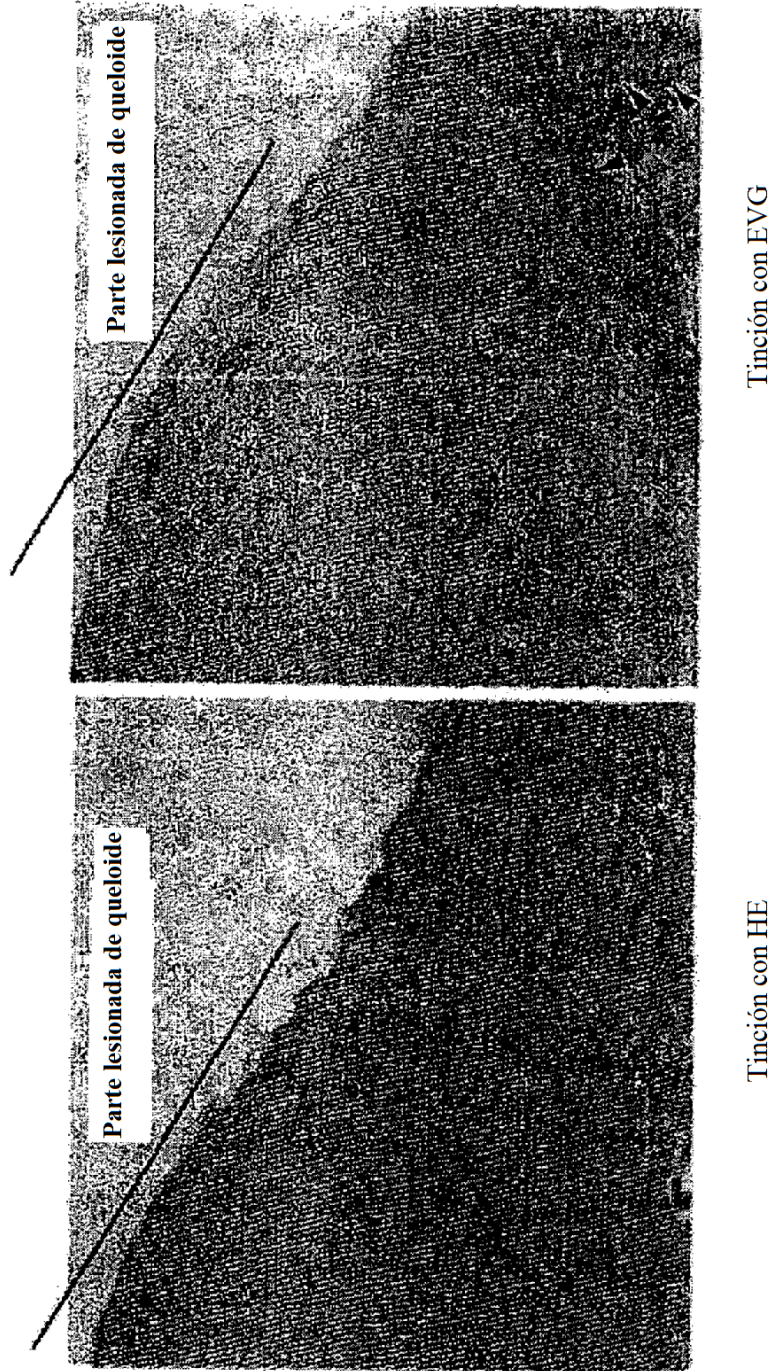 Parte lesionada de queloide
Tinción con HE
Parte lesionada de queloide
Tinción con EVG